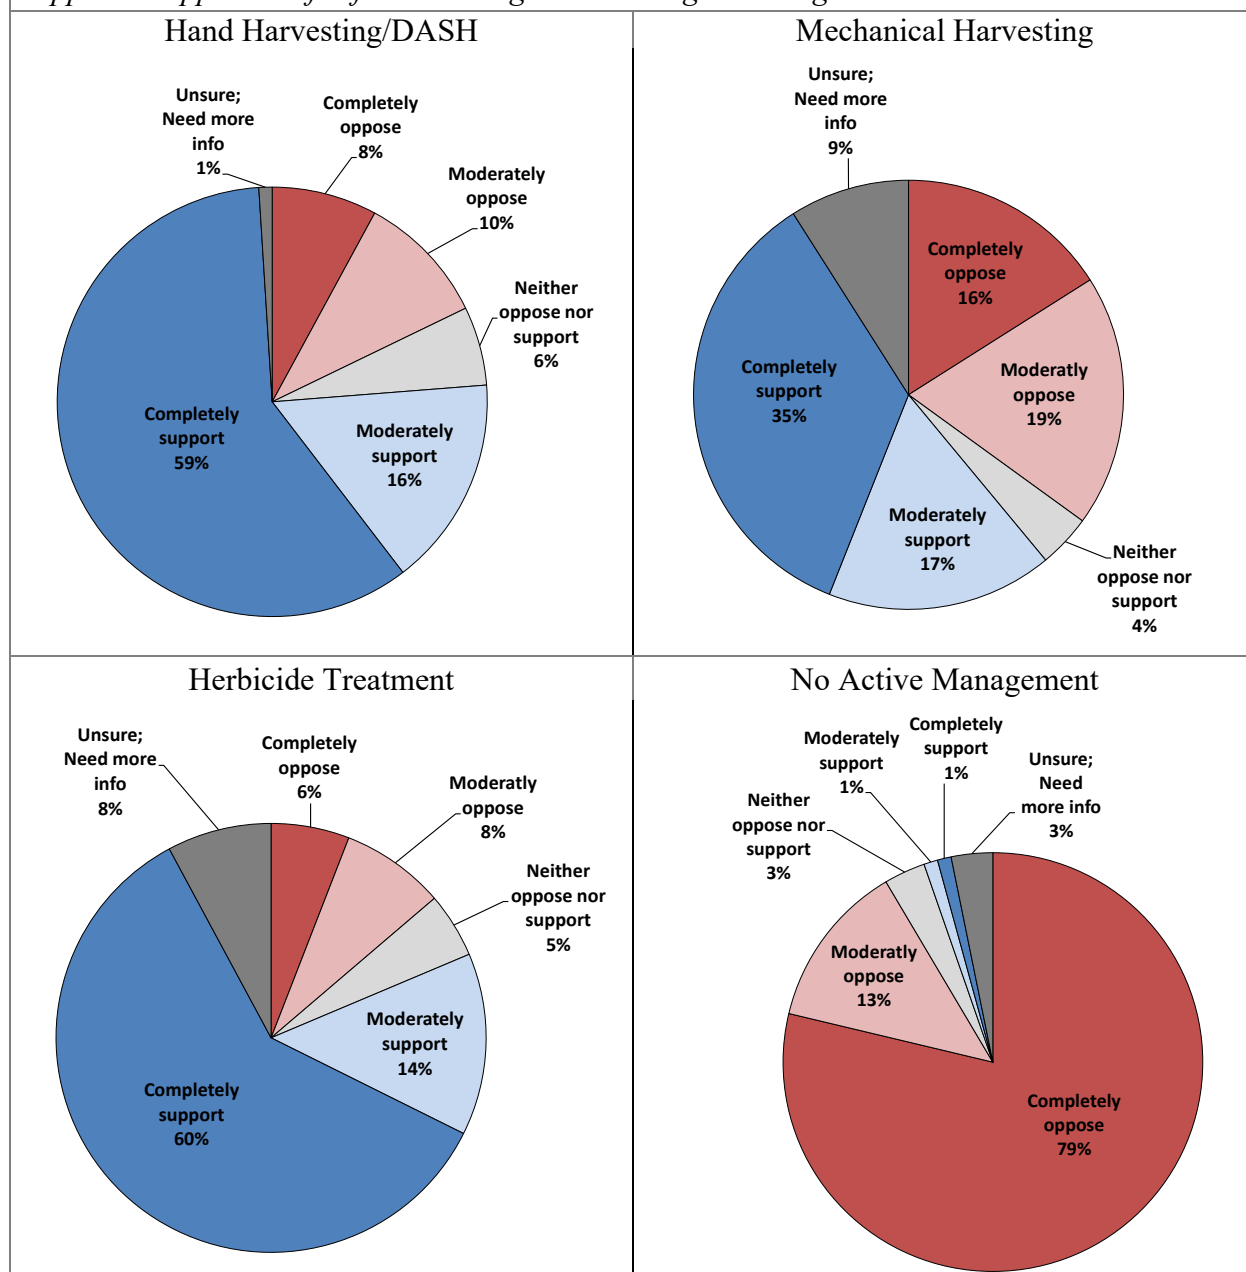 Hand Harvesting/DASH
Unsure;
Need more
info
1%
Completely
oppose
8%
Moderately
oppose
10%
Neither
oppose nor
support
6%
Moderately
support
16%
Completely
support
59%
Mechanical Harvesting
Unsure;
Need more
info
9%
Completely
oppose
16%
Moderatly
oppose
19%
Neither
oppose nor
support
4%
Moderately
support
17%
Completely
support
35%
Herbicide Treatment
Unsure;
Need more
info
8%
Completely
oppose
6%
Moderatly
oppose
8%
Neither
oppose nor
support
5%
Moderately
support
14%
Completely
support
60%
No Active Management
Neither
oppose nor
support
3%
Moderately
support
1%
Completely
support
1%
Unsure;
Need
more info
3%
Moderatly
oppose
13%
Completely
oppose
79%